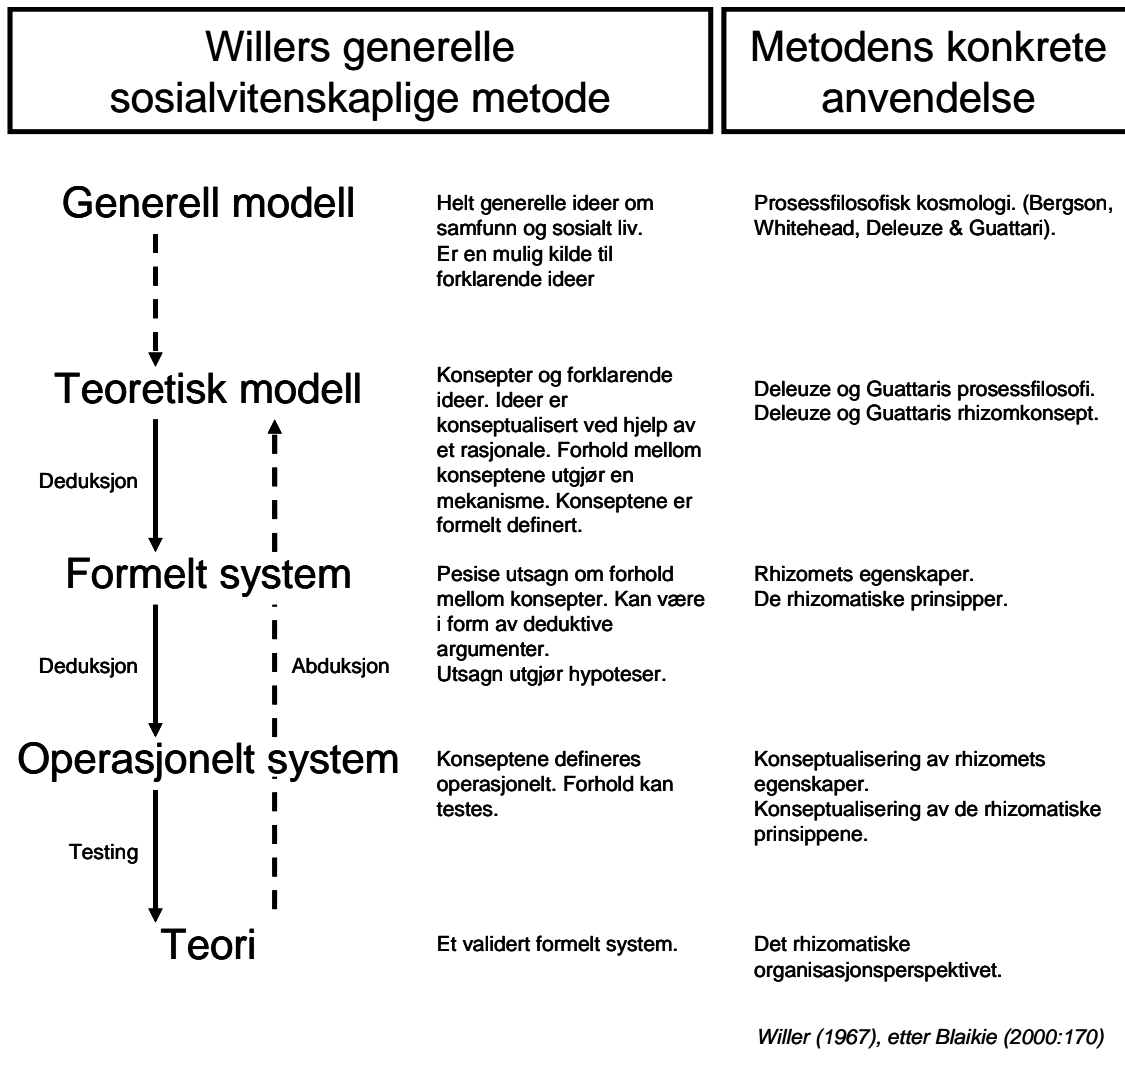 Willers generelle
sosialvitenskaplige metode
Metodens konkrete
anvendelse
Generell modell
Helt generelle ideer om
samfunn og sosialt liv.
Er en mulig kilde til
forklarende ideer
Prosessfilosofisk kosmologi. (Bergson,
Whitehead, Deleuze & Guattari).
Teoretisk modell
Konsepter og forklarende
ideer. Ideer er
konseptualisert ved hjelp av
et rasjonale. Forhold mellom
konseptene utgjør en
mekanisme. Konseptene er
formelt definert.
Deleuze og Guattaris prosessfilosofi.
Deleuze og Guattaris rhizomkonsept.
Deduksjon
Formelt system
Pesise utsagn om forhold
mellom konsepter. Kan være
i form av deduktive
argumenter.
Utsagn utgjør hypoteser.
Rhizomets egenskaper.
De rhizomatiske prinsipper.
Deduksjon
Abduksjon
Operasjonelt system
Konseptene defineres
operasjonelt. Forhold kan
testes.
Konseptualisering av rhizomets
egenskaper.
Konseptualisering av de rhizomatiske
prinsippene.
Testing
Teori
Et validert formelt system.
Det rhizomatiske
organisasjonsperspektivet.
Willer (1967), etter Blaikie (2000:170)